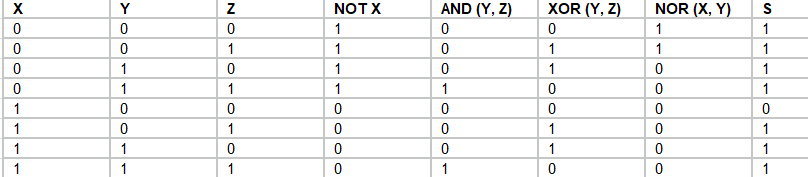 X Y Z NOT X AND (Y, Z) XOR (Y, Z) NOR (X, Y) S
0 0 0 1 0 0 1 1
0 0 1 1 0 1 1 1
0 1 0 1 0 1 0 1
0 1 1 1 1 0 0 1
1 0 0 0 0 0 0 0
1 0 1 0 0 1 0 1
1 1 0 0 0 1 0 1
1 1 1 0 1 0 0 1